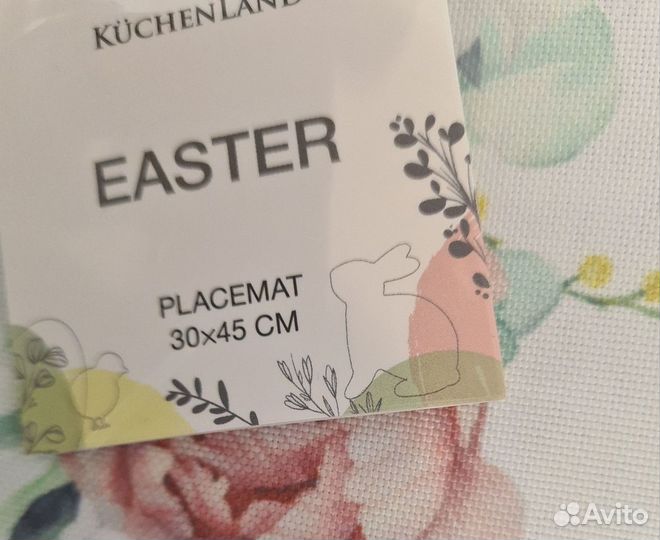 KÜCHENLAND
EASTER
PLACEMAT
30×45 CM
Avito